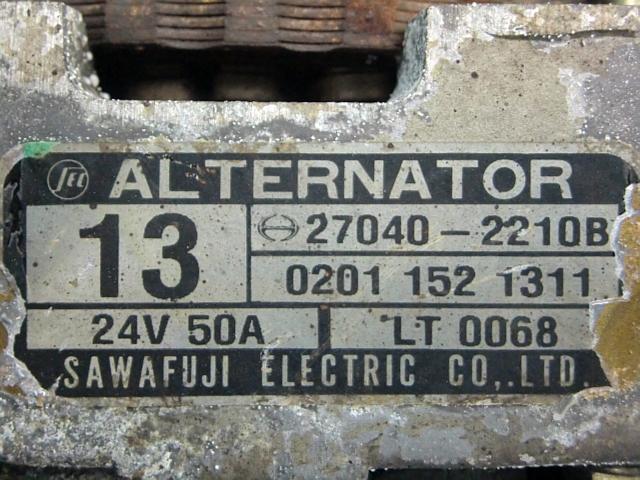 SEC ALTERNATOR
13
27040-2210B
0201 152 1311
24V 50A
LT 0068
SAWAFUJI ELECTRIC CO,.LTD.